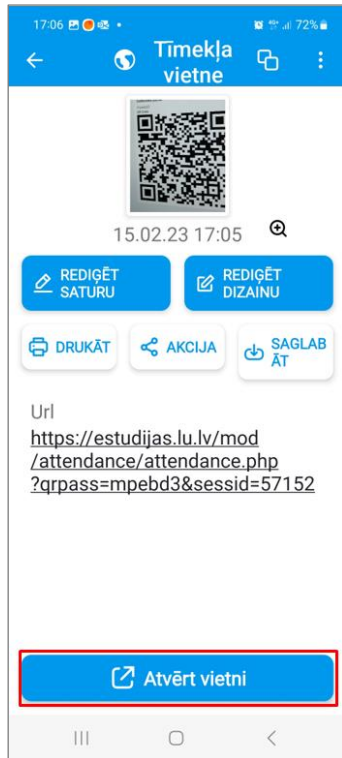 17:06 72%
Tīmekļa
vietne
15.02.23 17:05
REDIĢĒT
SATURU
REDIĢĒT
DIZAINU
DRUKĀT
AKCIJA
SAGLAB
ĀT
Url
https://estudijas.lu.lv/mod
/attendance/attendance.php
?qrpass=mpebd3&sessid=57152
Atvērt vietni